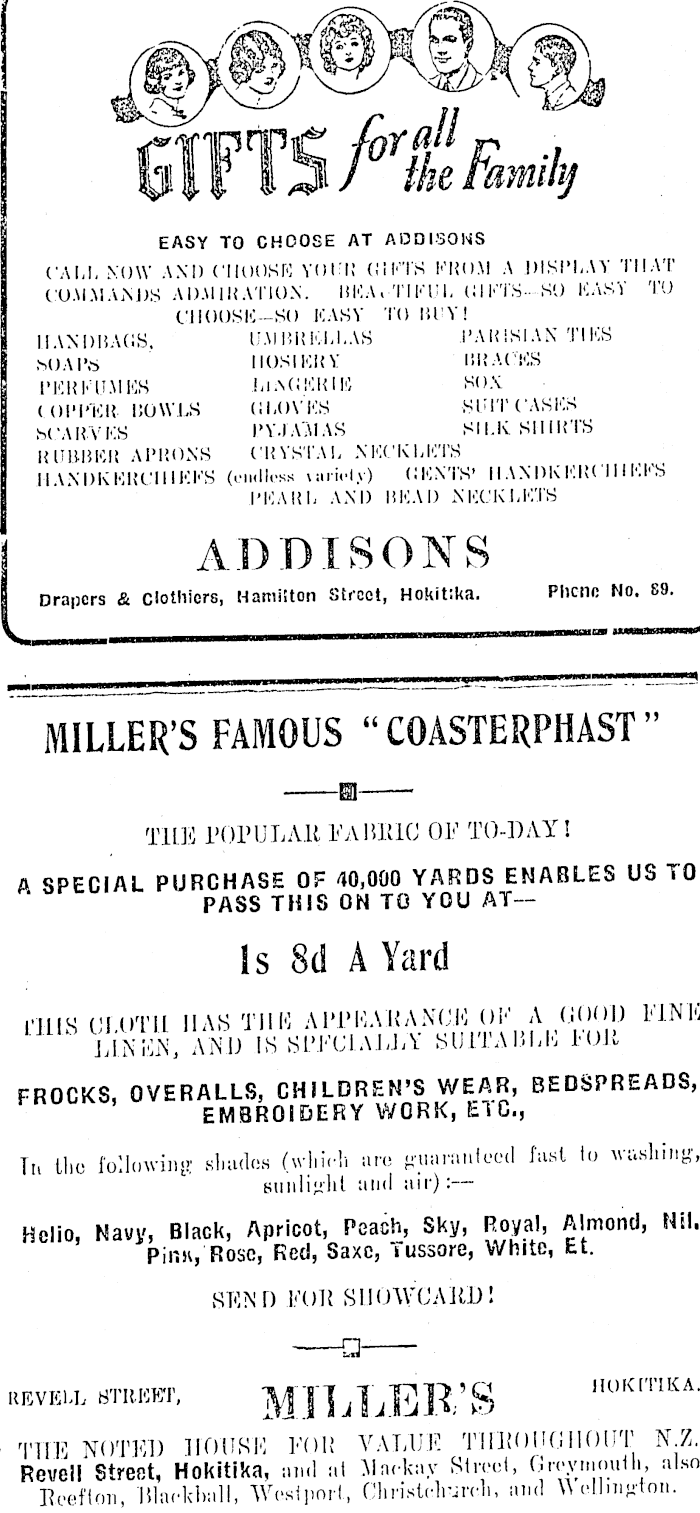 GIFTS for all
the Family
EASY TO CHOOSE AT ADDISONS
CALL NOW AND CHOOSE YOUR GIFTS FROM A DISPLAY THAT
COMMANDS ADMIRATION. BEAUTIFUL GIFTS—SO EASY TO
CHOOSE—SO EASY TO BUY!
HANDBAGS, UMBRELLAS PARISIAN TIES
SOAPS HOSIERY BRACES
PERFUMES LINGERIE SOX
COPPER BOWLS GLOVES SUIT CASES
SCARVES PYJAMAS SILK SHIRTS
RUBBER APRONS CRYSTAL NECKLETS
HANDKERCHIEFS (endless variety) GENTS' HANDKERCHIEFS
PEARL AND BEAD NECKLETS
ADDISONS
Drapers & Clothiers, Hamilton Street, Hokitika. Phone No. 89.
MILLER'S FAMOUS "COASTERPHAST"
THE POPULAR FABRIC OF TO-DAY!
A SPECIAL PURCHASE OF 40,000 YARDS ENABLES US TO
PASS THIS ON TO YOU AT—
1s 8d A Yard
THIS CLOTH HAS THE APPEARANCE OF A GOOD FINE
LINEN, AND IS SPECIALLY SUITABLE FOR
FROCKS, OVERALLS, CHILDREN'S WEAR, BEDSPREADS,
EMBROIDERY WORK, ETC.,
In the following shades (which are guaranteed fast to washing,
sunlight and air):—
Helio, Navy, Black, Apricot, Peach, Sky, Royal, Almond, Nil,
Pink, Rose, Red, Saxe, Tussore, White, Et.
SEND FOR SHOWCARD!
REVELL STREET, MILLER'S HOKITIKA.
THE NOTED HOUSE FOR VALUE THROUGHOUT N.Z.
Revell Street, Hokitika, and at Mackay Street, Greymouth, also
Reefton, Blackball, Westport, Christchurch, and Wellington.